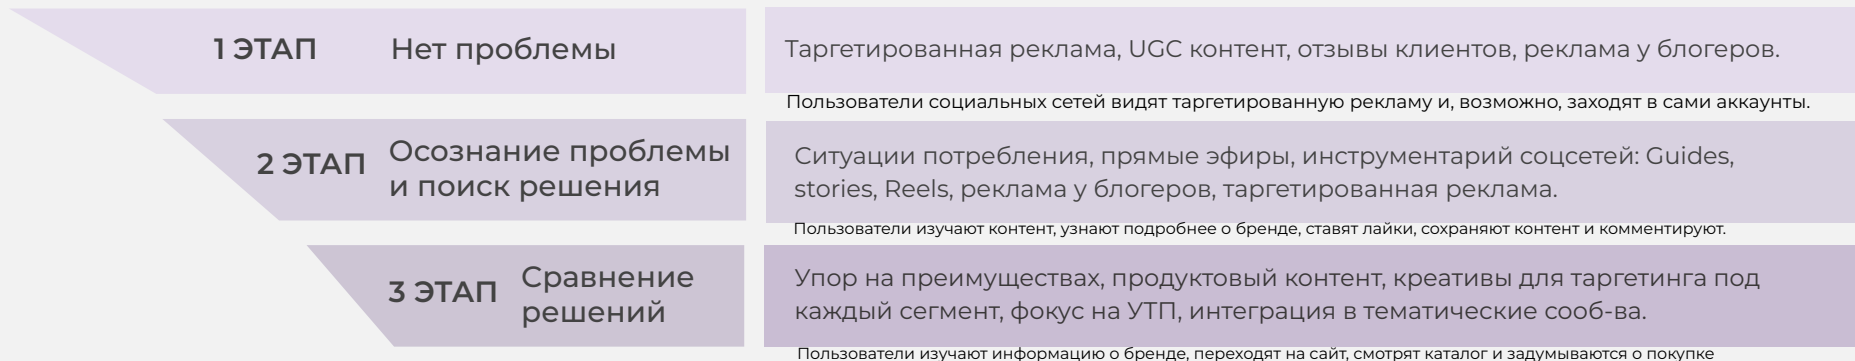 1 ЭТАП Нет проблемы
Таргетированная реклама, UGC контент, отзывы клиентов, реклама у блогеров.
Пользователи социальных сетей видят таргетированную рекламу и, возможно, заходят в сами аккаунты.
2 ЭТАП
Осознание проблемы
и поиск решения
Ситуации потребления, прямые эфиры, инструментарий соцсетей: Guides,
stories, Reels, реклама у блогеров, таргетированная реклама.
Пользователи изучают контент, узнают подробнее о бренде, ставят лайки, сохраняют контент и комментируют.
3 ЭТАП
Сравнение
решений
Упор на преимуществах, продуктовый контент, креативы для таргетинга под
каждый сегмент, фокус на УТП, интеграция в тематические сооб-ва.
Пользователи изучают информацию о бренде, переходят на сайт, смотрят каталог и задумываются о покупке